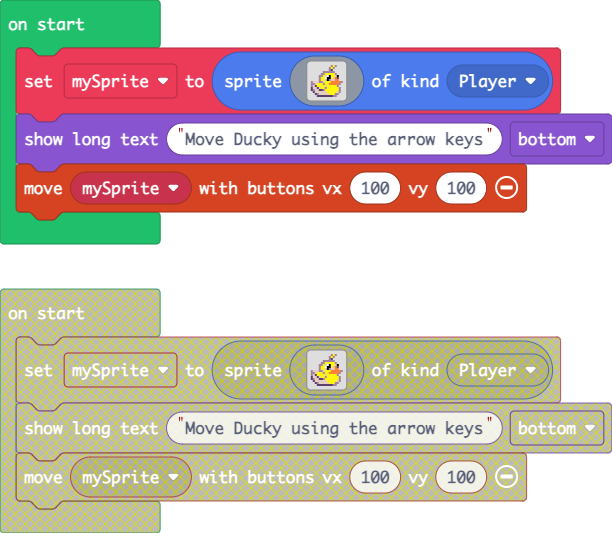 on start
set mySprite to sprite of kind Player
show long text "Move Ducky using the arrow keys" bottom
move mySprite with buttons vx 100 vy 100
on start
set mySprite to sprite of kind Player
show long text "Move Ducky using the arrow keys" bottom
move mySprite with buttons vx 100 vy 100